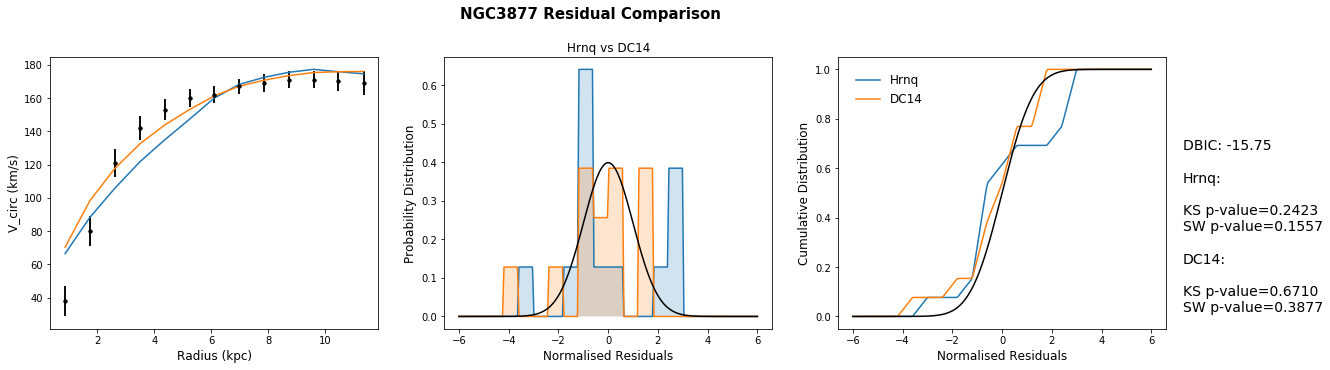 NGC3877 Residual Comparison
180
160
140
120
100
80
60
40
V_circ (km/s)
2
4
6
8
10
Radius (kpc)
Hrnq vs DC14
0.6
0.5
0.4
0.3
0.2
0.1
0.0
Probability Distribution
−6
−4
−2
0
2
4
6
Normalised Residuals
Hrnq
DC14
1.0
0.8
0.6
0.4
0.2
0.0
Cumulative Distribution
−6
−4
−2
0
2
4
6
Normalised Residuals
DBIC: -15.75
Hrnq:
KS p-value=0.2423
SW p-value=0.1557
DC14:
KS p-value=0.6710
SW p-value=0.3877